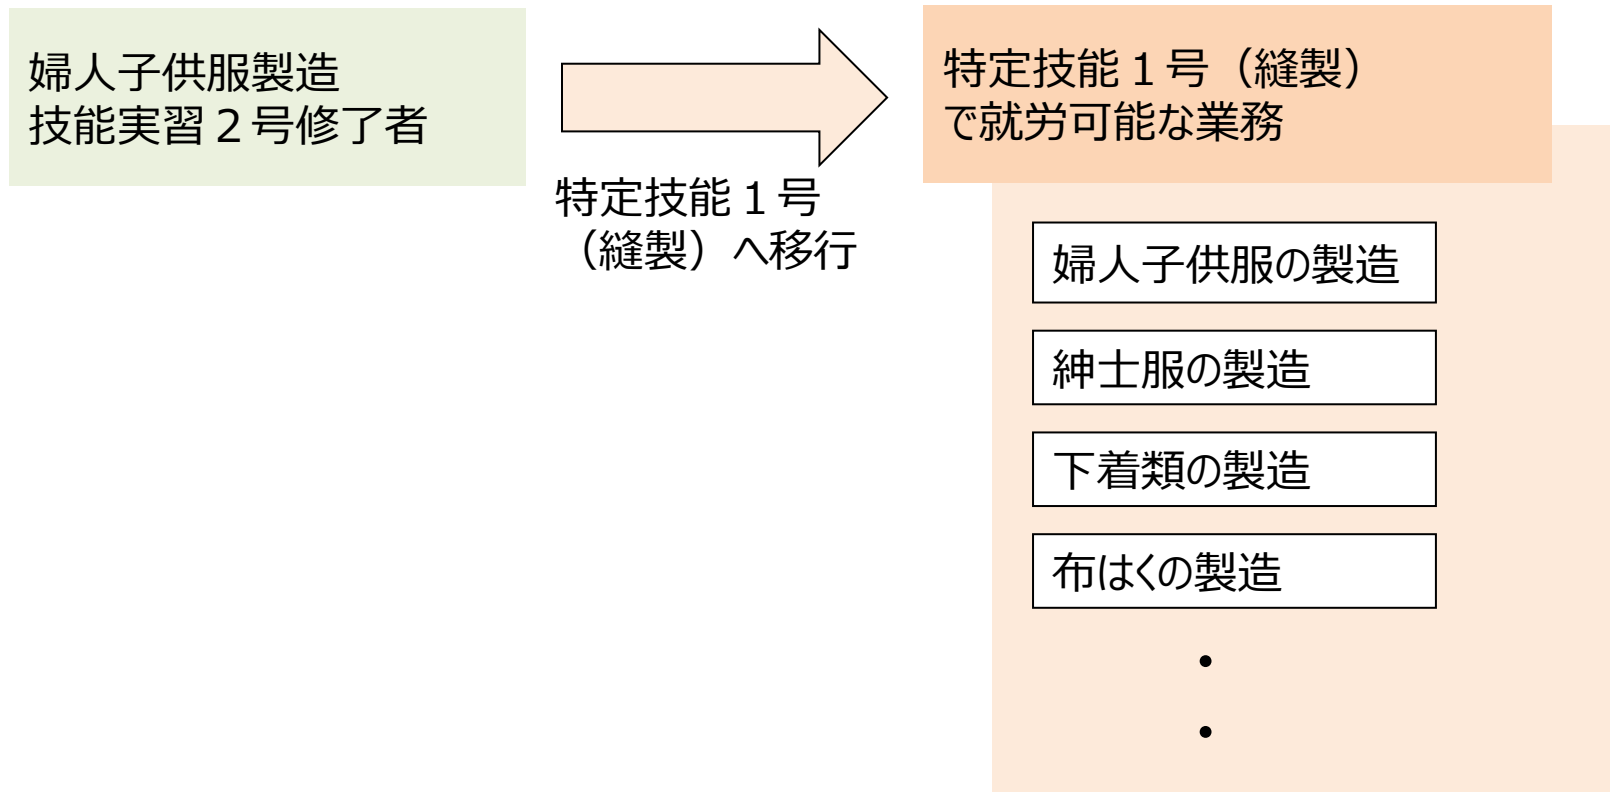 婦人子供服製造
技能実習２号修了者
特定技能１号
（縫製）へ移行
特定技能１号（縫製）
で就労可能な業務
婦人子供服の製造
紳士服の製造
下着類の製造
布はくの製造
・
・